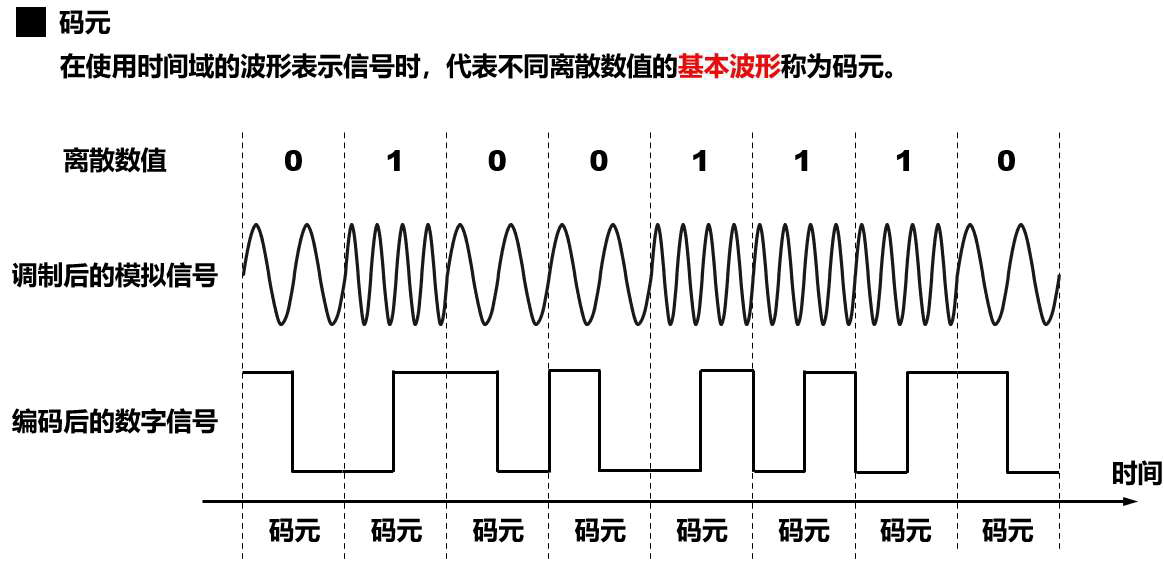 码元
在使用时间域的波形表示信号时，代表不同离散数值的基本波形称为码元。
离散数值 0 1 0 0 1 1 1 0
调制后的模拟信号
编码后的数字信号
时间
码元 码元 码元 码元 码元 码元 码元 码元